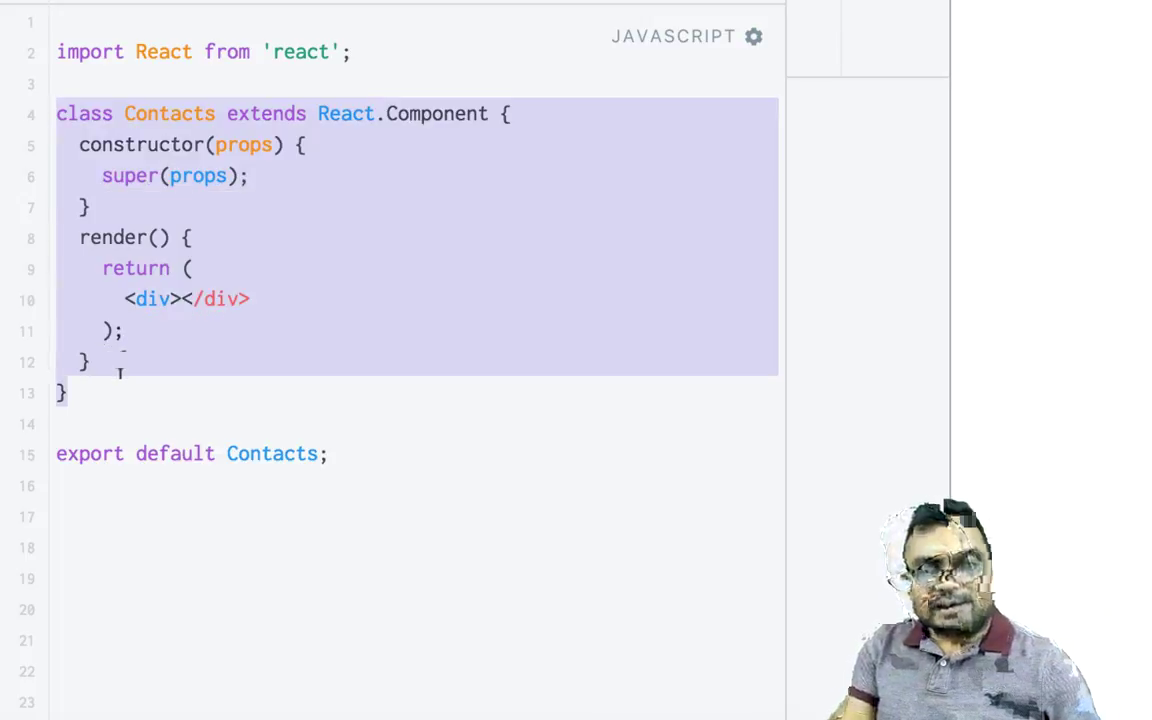 JAVASCRIPT
1
2 import React from 'react';
3
4 class Contacts extends React.Component {
5 constructor(props) {
6 super(props);
7 }
8 render() {
9 return (
10 <div></div>
11 );
12 }
13 }
14
15 export default Contacts;
16
17
18
19
20
21
22
23